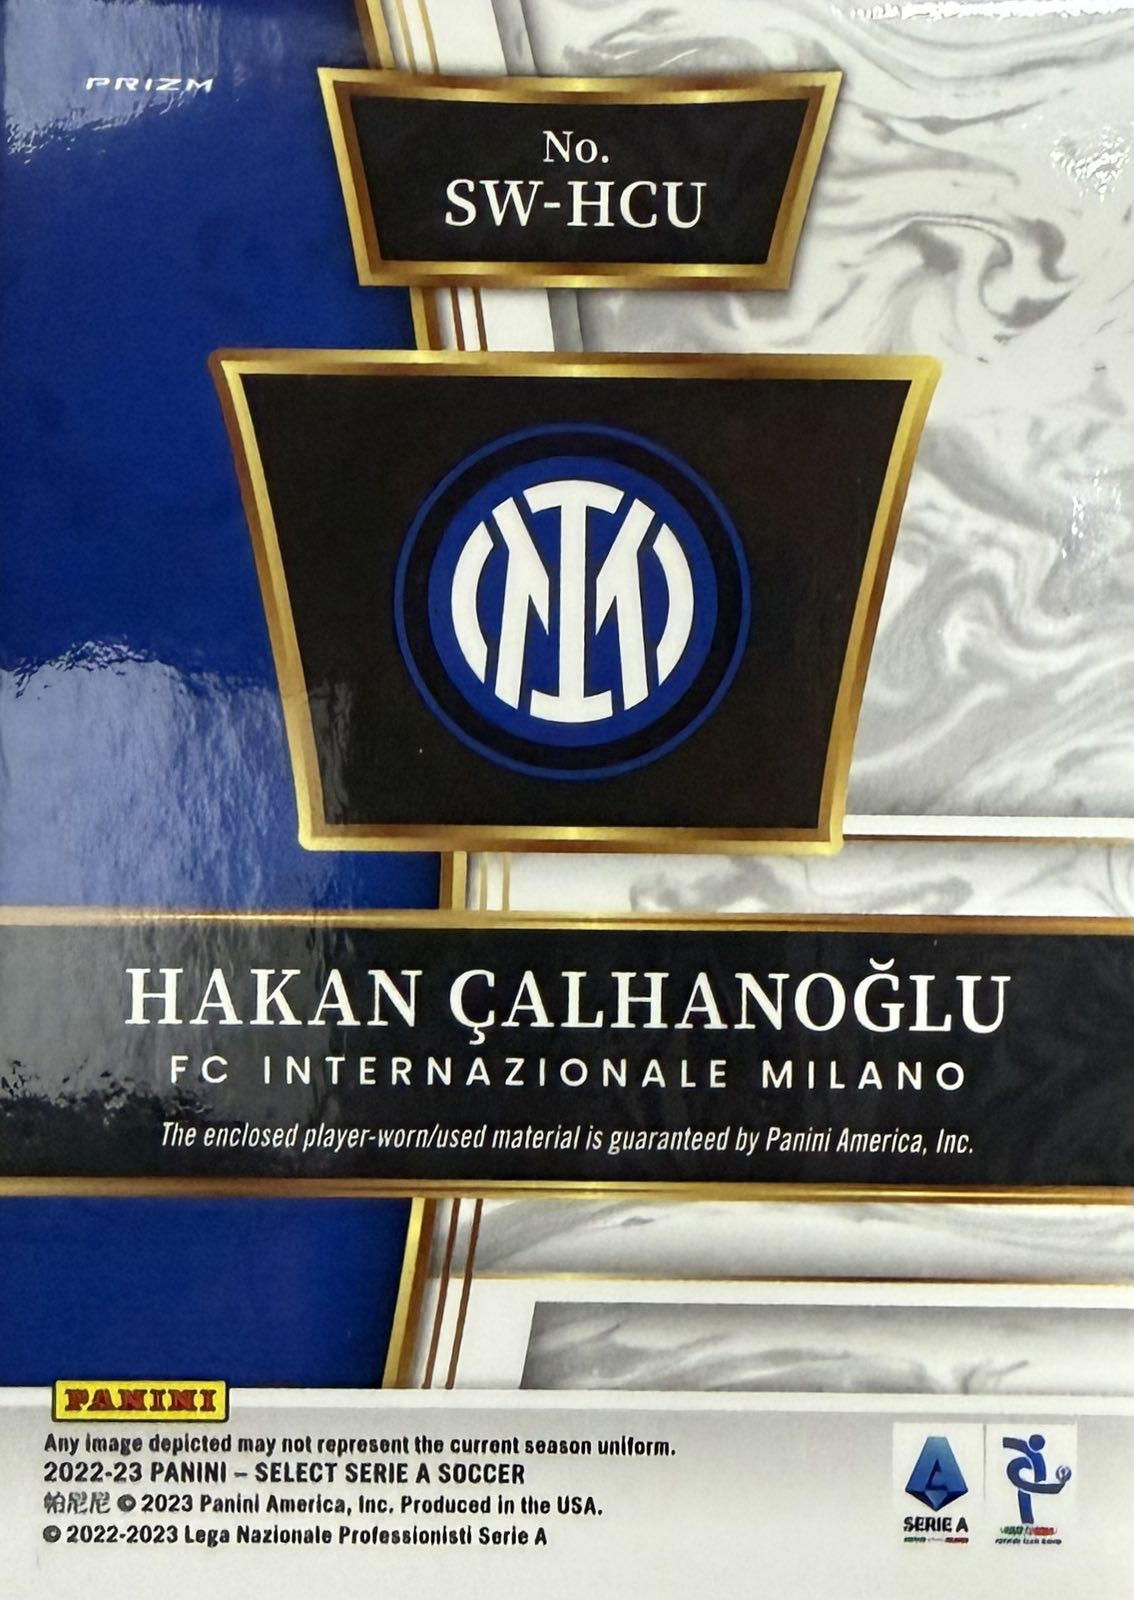 PRIZM
No.
SW-HCU
HAKAN ÇALHANOĞLU
FC INTERNAZIONALE MILANO
The enclosed player-worn/used material is guaranteed by Panini America, Inc.
PANINI
Any image depicted may not represent the current season uniform.
2022-23 PANINI – SELECT SERIE A SOCCER
帕尼尼 © 2023 Panini America, Inc. Produced in the USA.
© 2022-2023 Lega Nazionale Professionisti Serie A
SERIE A